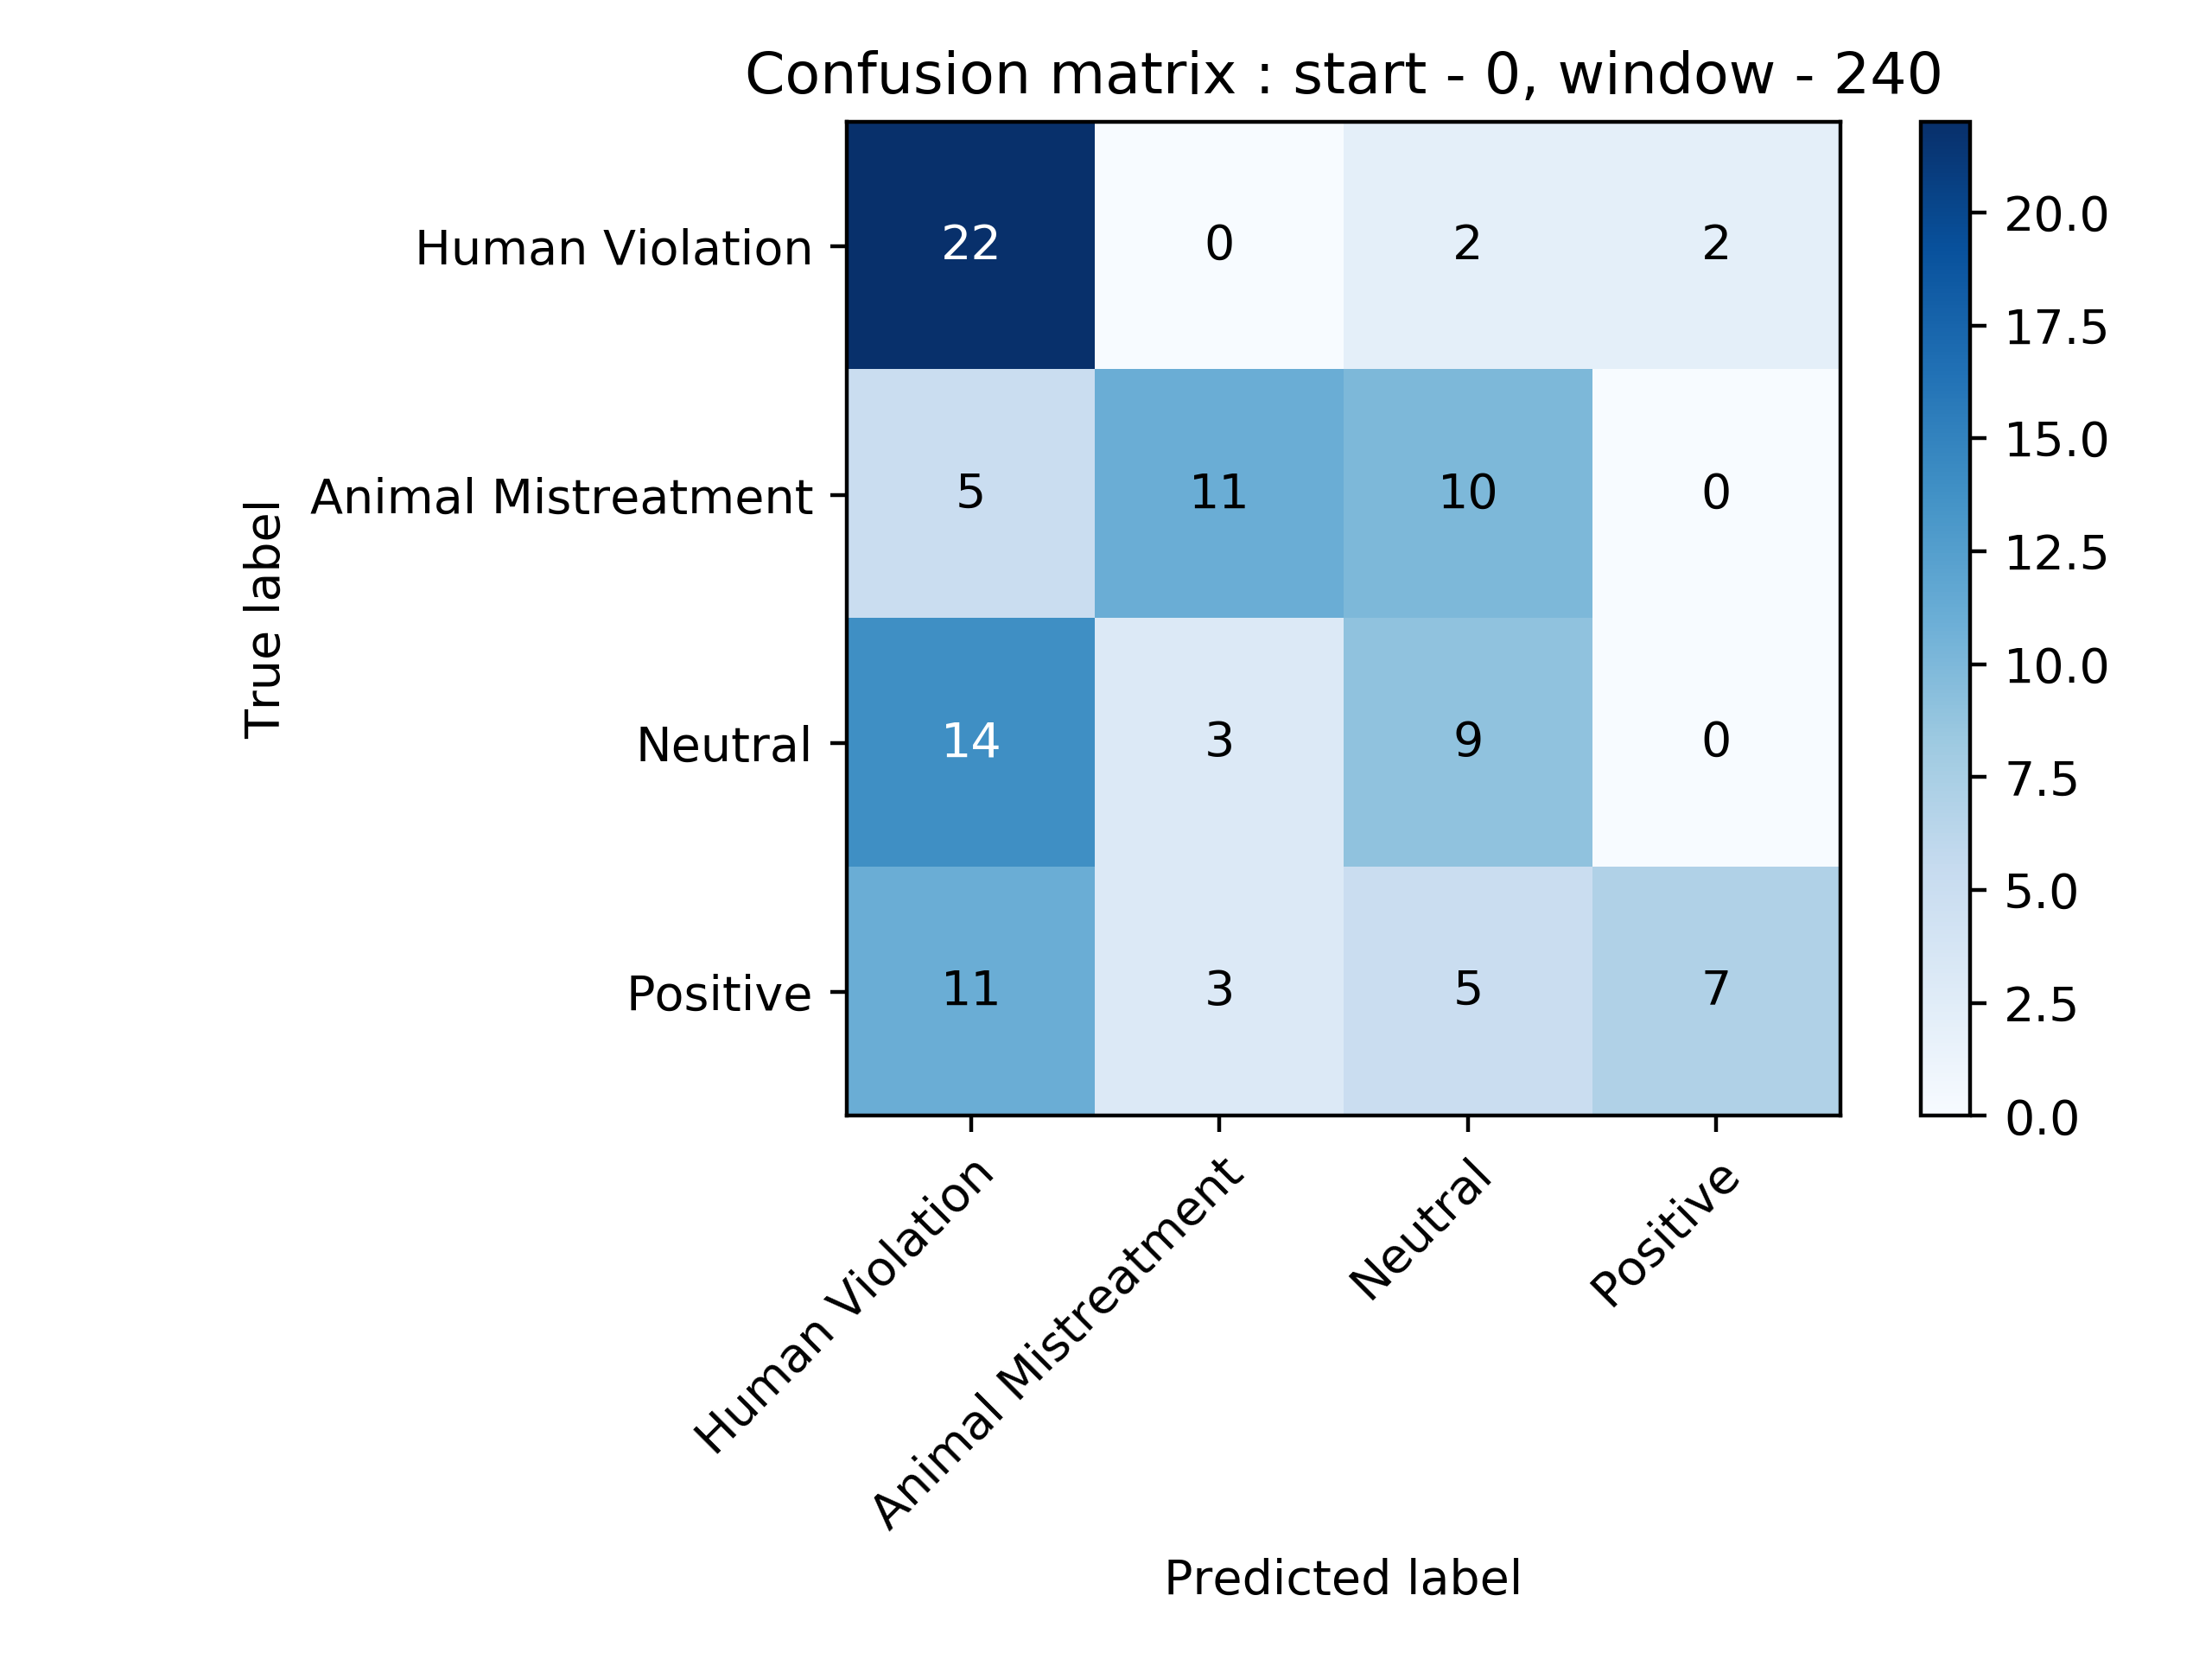 Confusion matrix : start - 0, window - 240
True label
Human Violation 22 0 2 2
Animal Mistreatment 5 11 10 0
Neutral 14 3 9 0
Positive 11 3 5 7
Human Violation
Animal Mistreatment
Neutral
Positive
Predicted label
20.0
17.5
15.0
12.5
10.0
7.5
5.0
2.5
0.0